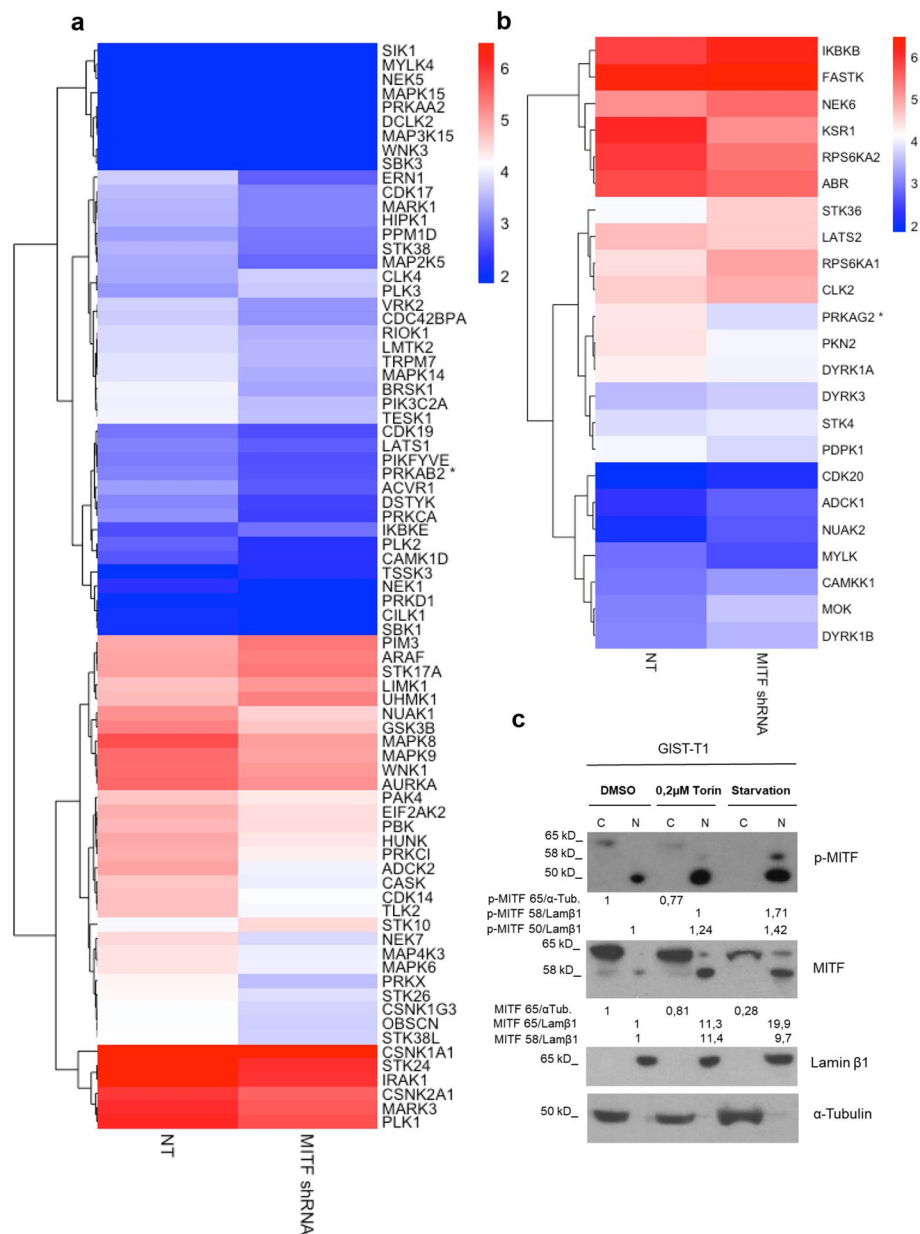 a
SIK1
MYLK4
NEK5
MAPK15
PRKAA2
DCLK2
MAP3K15
WNK3
SBK3
ERN1
CDK17
MARK1
HIPK1
PPM1D
STK38
MAP2K5
CLK4
PLK3
VRK2
CDC42BPA
RIOK1
LMTK2
TRPM7
MAPK14
BRSK1
PIK3C2A
TESK1
CDK19
LATS1
PIKFYVE
PRKAB2 *
ACVR1
DSTYK
PRKCA
IKBKE
PLK2
CAMK1D
TSSK3
NEK1
PRKD1
CILK1
SBK1
PIM3
ARAF
STK17A
LIMK1
UHMK1
NUAK1
GSK3B
MAPK8
MAPK9
WNK1
AURKA
PAK4
EIF2AK2
PBK
HUNK
PRKCI
ADCK2
CASK
CDK14
TLK2
STK10
NEK7
MAP4K3
MAPK6
PRKX
STK26
CSNK1G3
OBSCN
STK38L
CSNK1A1
STK24
IRAK1
CSNK2A1
MARK3
PLK1
NT
MITF shRNA
6
5
4
3
2
b
IKBKB
FASTK
NEK6
KSR1
RPS6KA2
ABR
STK36
LATS2
RPS6KA1
CLK2
PRKAG2 *
PKN2
DYRK1A
DYRK3
STK4
PDPK1
CDK20
ADCK1
NUAK2
MYLK
CAMKK1
MOK
DYRK1B
NT
MITF shRNA
6
5
4
3
2
c
GIST-T1
DMSO 0,2µM Torin Starvation
C N C N C N
65 kD_
58 kD_
50 kD_
p-MITF
p-MITF 65/α-Tub. 1 0,77
p-MITF 58/Lamβ1 1 1,71
p-MITF 50/Lamβ1 1 1,24 1,42
65 kD_
58 kD_
MITF
MITF 65/αTub. 1 0,81 0,28
MITF 65/Lamβ1 1 11,3 19,9
MITF 58/Lamβ1 1 11,4 9,7
65 kD_ Lamin β1
50 kD_ α-Tubulin